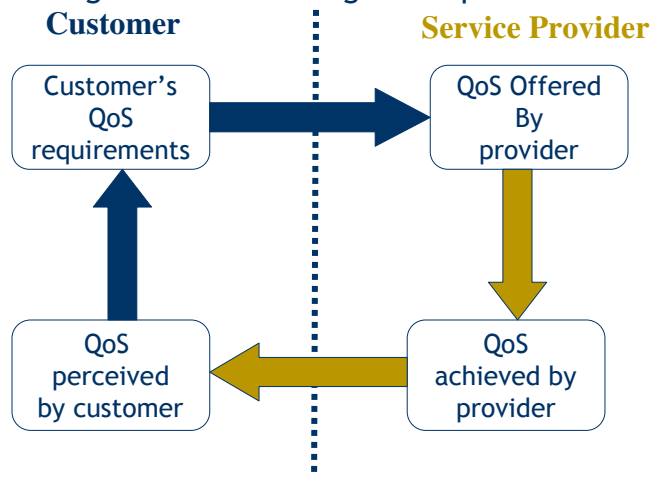 Customer
Service Provider
Customer's
QoS
requirements
QoS Offered
By
provider
QoS
perceived
by customer
QoS
achieved by
provider